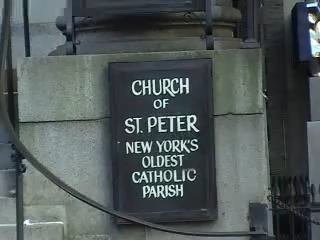 CHURCH
OF
ST. PETER
NEW YORK'S
OLDEST
CATHOLIC
PARISH